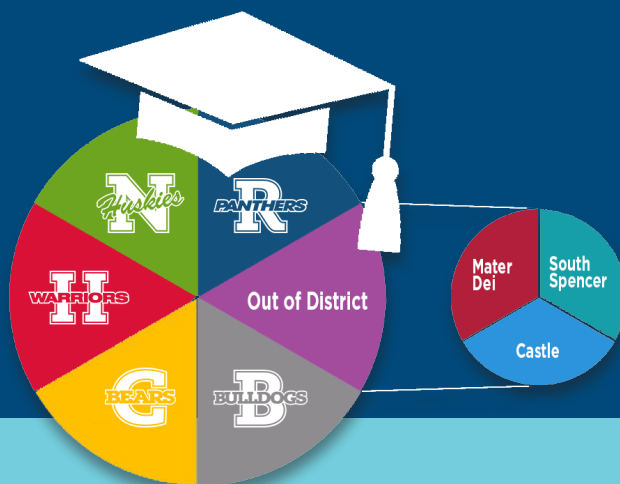 N
Huskies
R
PANTHERS
H
WARRIORS
Out of District
C
BEARS
B
BULLDOGS
Mater
Dei
South
Spencer
Castle